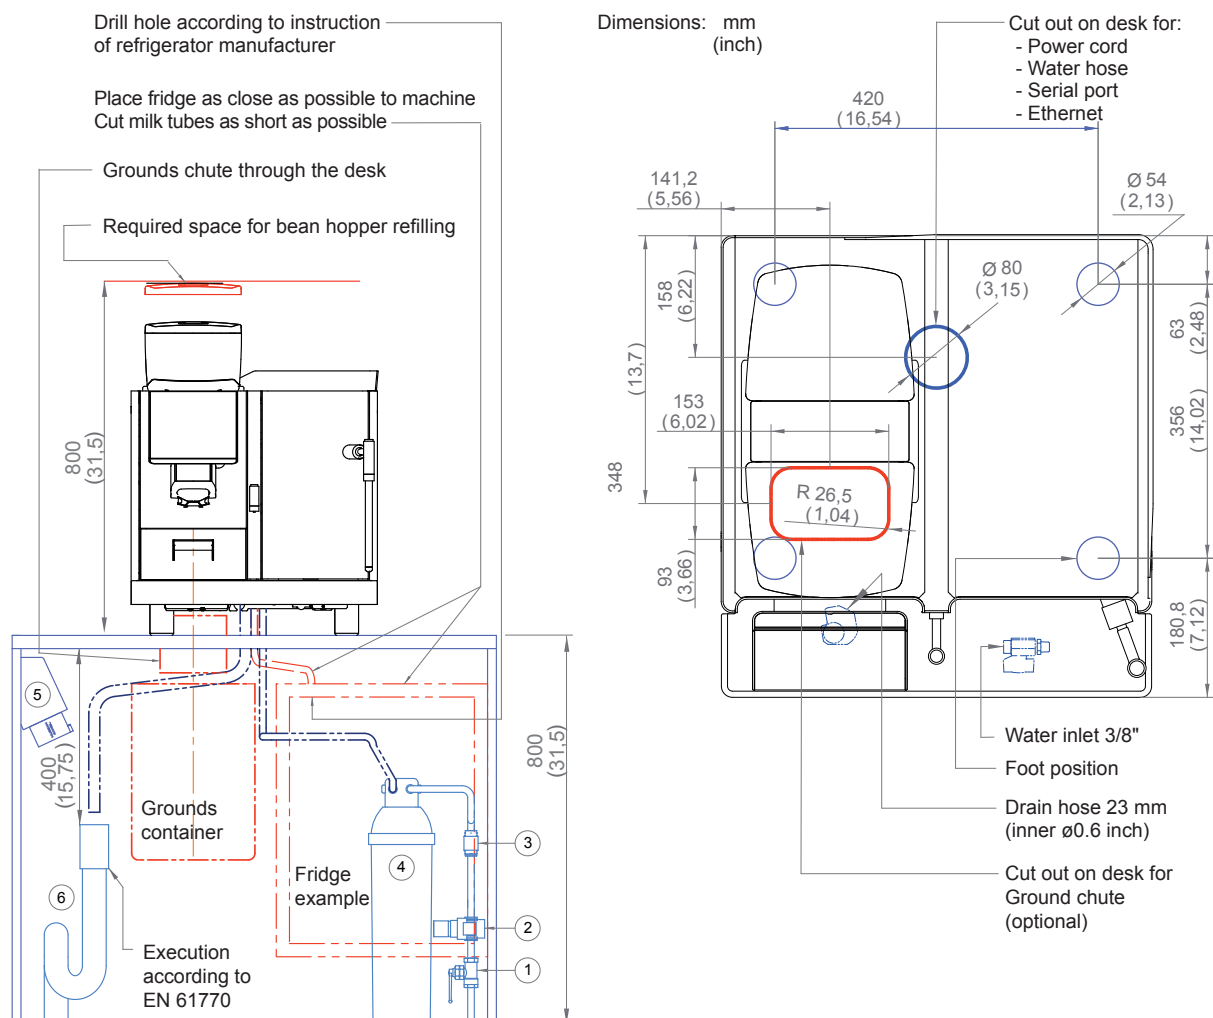 Drill hole according to instruction
of refrigerator manufacturer
Place fridge as close as possible to machine
Cut milk tubes as short as possible
Grounds chute through the desk
Required space for bean hopper refilling
800
(31,5)
5
400
(15,75)
Grounds
container
6
Execution
according to
EN 61770
Fridge
example
4
800
(31,5)
3
2
1
Dimensions: mm
(inch)
Cut out on desk for:
- Power cord
- Water hose
- Serial port
- Ethernet
420
(16,54)
141,2
(5,56)
Ø 54
(2,13)
158
(6,22)
Ø 80
(3,15)
63
(2,48)
348
(13,7)
153
(6,02)
356
(14,02)
R 26,5
(1,04)
93
(3,66)
180,8
(7,12)
Water inlet 3/8"
Foot position
Drain hose 23 mm
(inner ø0.6 inch)
Cut out on desk for
Ground chute
(optional)